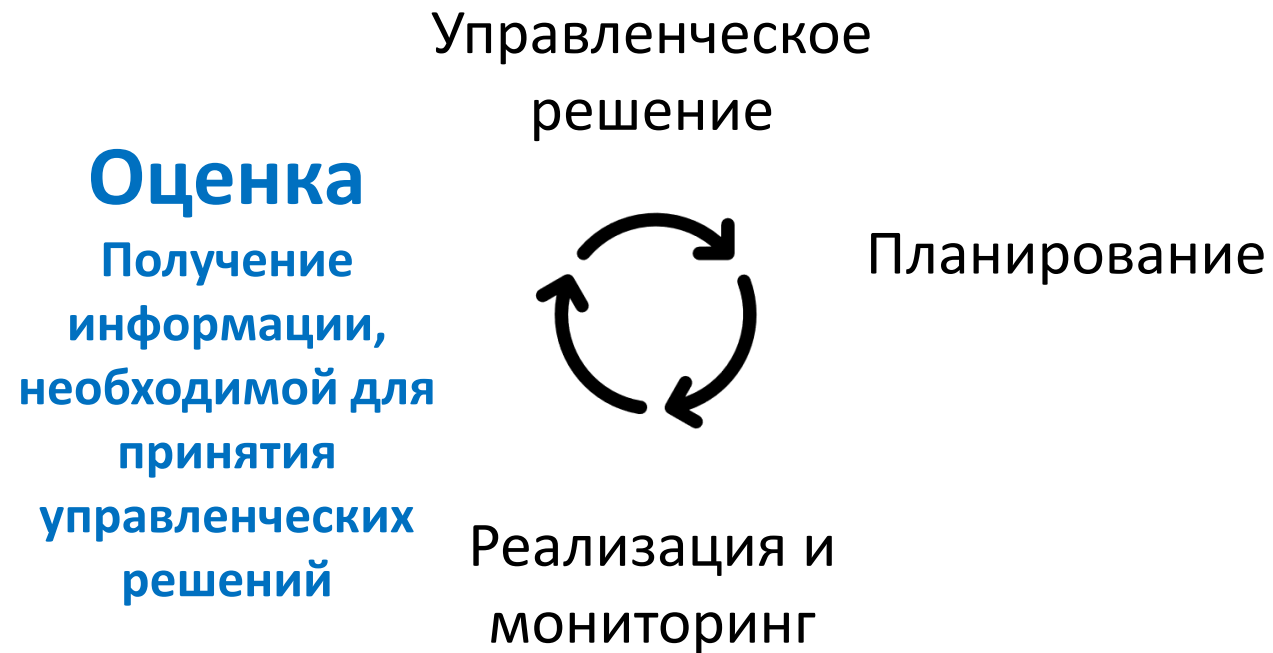 Управленческое
решение
Оценка
Получение
информации,
необходимой для
принятия
управленческих
решений
Планирование
Реализация и
мониторинг